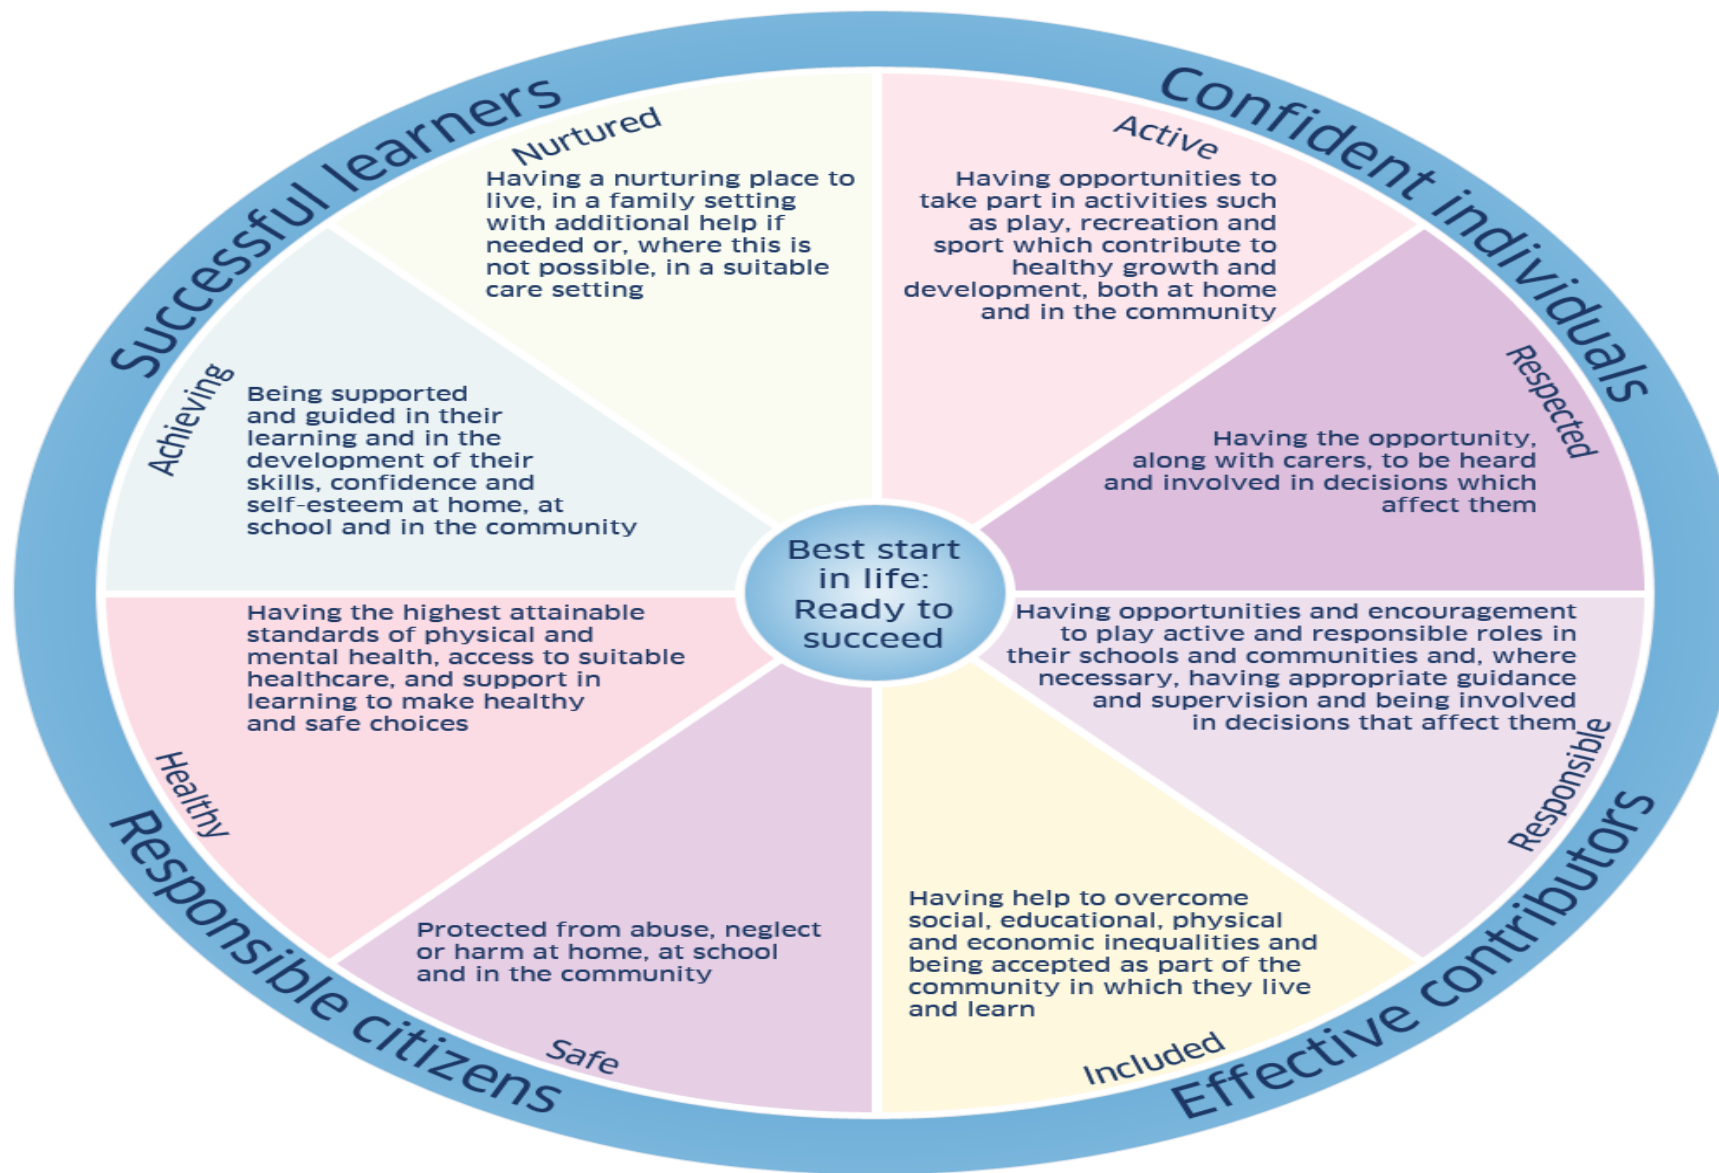 Successful learners
Confident individuals
Nurtured
Having a nurturing place to
live, in a family setting
with additional help if
needed or, where this is
not possible, in a suitable
care setting
Active
Having opportunities to
take part in activities such
as play, recreation and
sport which contribute to
healthy growth and
development, both at home
and in the community
Achieving
Being supported
and guided in their
learning and in the
development of their
skills, confidence and
self-esteem at home, at
school and in the community
Respected
Having the opportunity,
along with carers, to be heard
and involved in decisions which
affect them
Best start
in life:
Ready to
succeed
Having the highest attainable
standards of physical and
mental health, access to suitable
healthcare, and support in
learning to make healthy
and safe choices
Healthy
Having opportunities and encouragement
to play active and responsible roles in
their schools and communities and, where
necessary, having appropriate guidance
and supervision and being involved
in decisions that affect them
Responsible
Protected from abuse, neglect
or harm at home, at school
and in the community
Safe
Having help to overcome
social, educational, physical
and economic inequalities and
being accepted as part of the
community in which they live
and learn
Included
Responsible citizens
Effective contributors